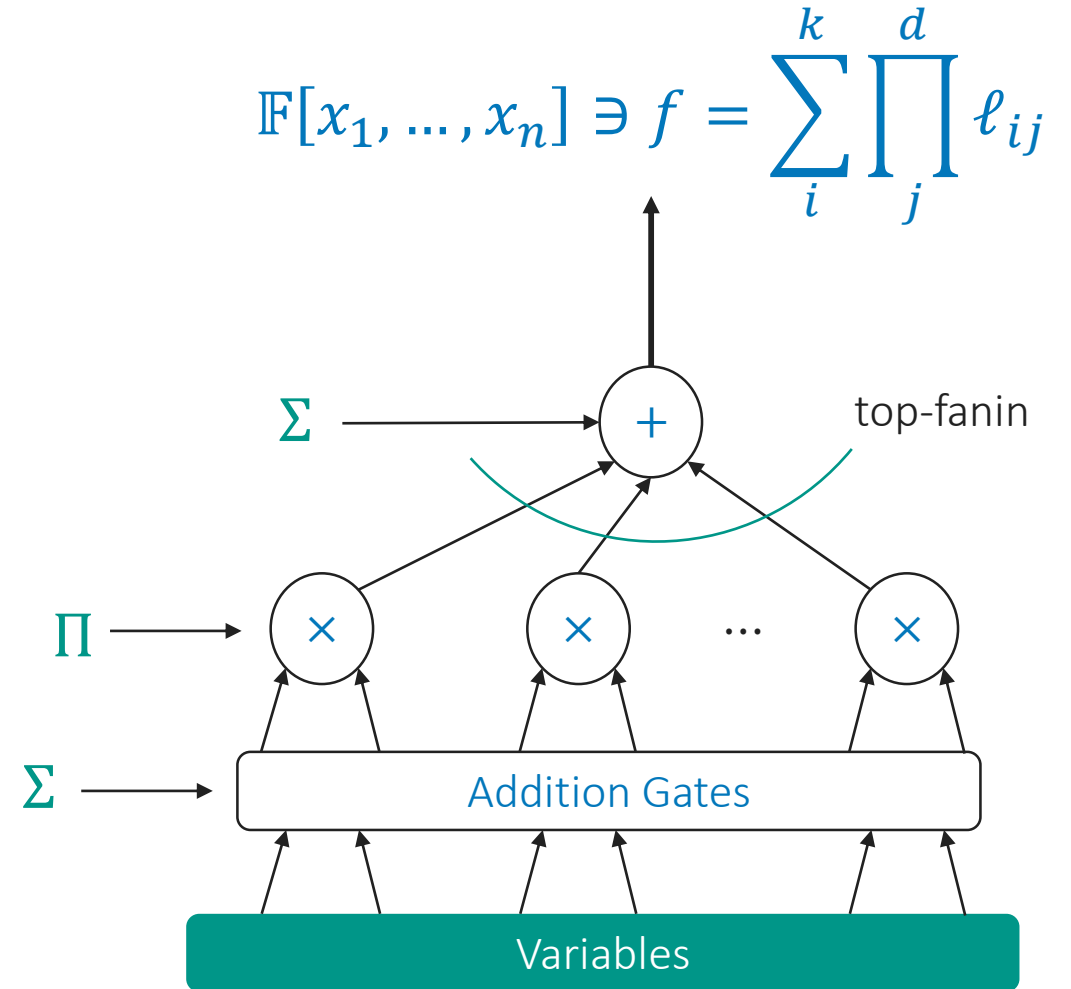 𝔽[x₁, …, xₙ] ∋ f = ∑ᵢᵏ ∏ⱼᵈ ℓᵢⱼ
Σ
+
top-fanin
Π
×
×
...
×
Σ
Addition Gates
Variables